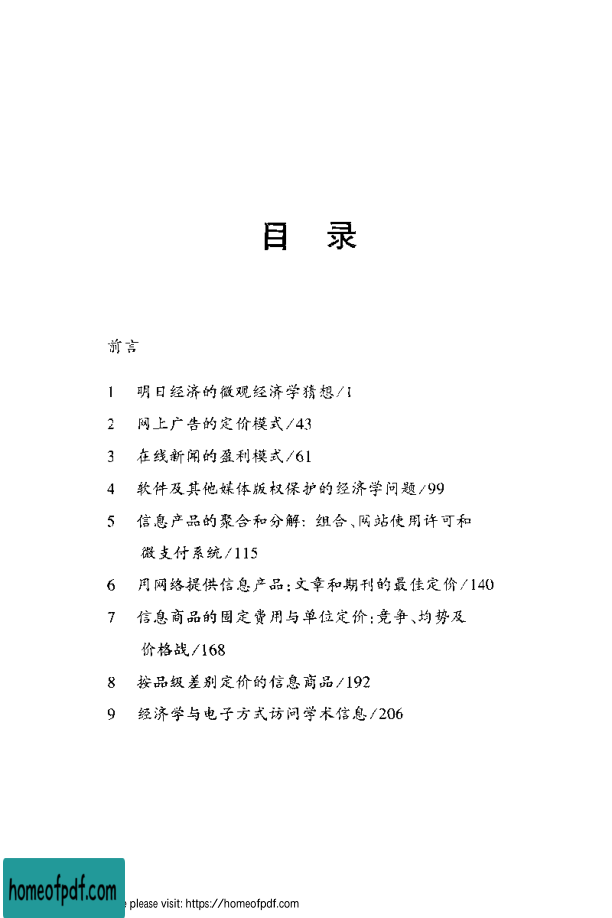 目 录
前言
1 明日经济的微观经济学猜想/1
2 网上广告的定价模式/43
3 在线新闻的盈利模式/61
4 软件及其他媒体版权保护的经济学问题/99
5 信息产品的聚合和分解：组合、网站使用许可和
微支付系统/115
6 用网络提供信息产品：文章和期刊的最佳定价/140
7 信息商品的固定费用与单位定价：竞争、均势及
价格战/168
8 按品级差别定价的信息商品/192
9 经济学与电子方式访问学术信息/206
homeofpdf.com
please visit: https://homeofpdf.com